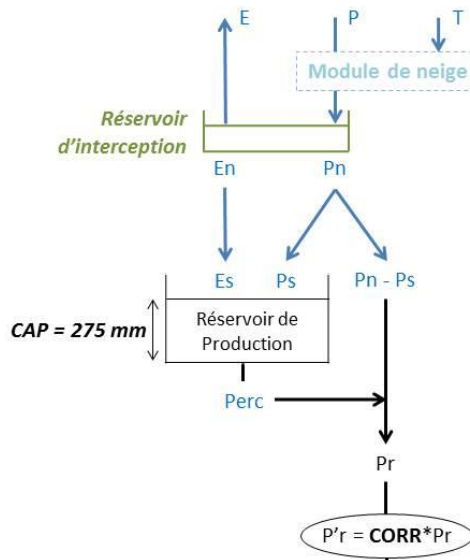 E P T
Module de neige
Réservoir
d'interception
En Pn
Es Ps Pn - Ps
CAP = 275 mm
Réservoir de
Production
Perc
Pr
P'r = CORR*Pr